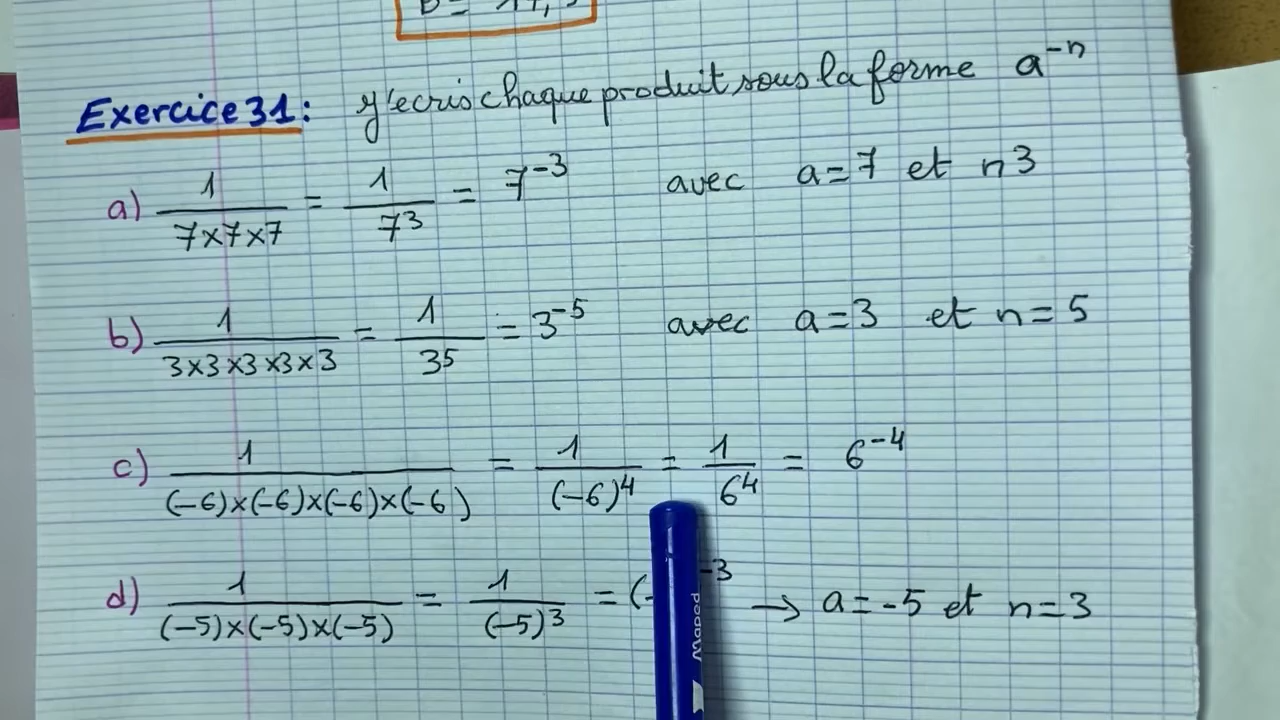 Exercice 31: J'ecris chaque produit sous la forme a⁻ⁿ
a) 1/(7×7×7) = 1/7³ = 7⁻³ avec a=7 et n3
b) 1/(3×3×3×3×3) = 1/3⁵ = 3⁻⁵ avec a=3 et n=5
c) 1/((-6)×(-6)×(-6)×(-6)) = 1/(-6)⁴ = 1/6⁴ = 6⁻⁴
d) 1/((-5)×(-5)×(-5)) = 1/(-5)³ = (- ⁻³ → a=-5 et n=3